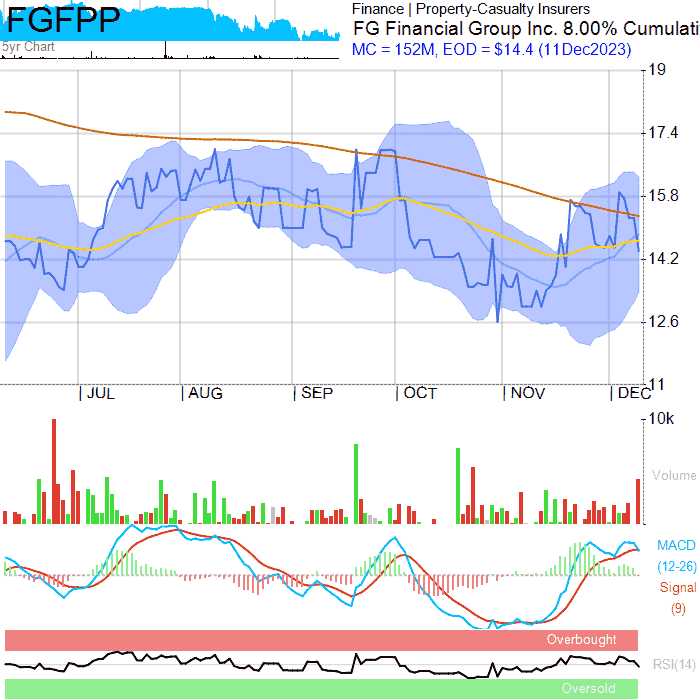 FGFPP
5yr Chart
Finance | Property-Casualty Insurers
FG Financial Group Inc. 8.00% Cumulati
MC = 152M, EOD = $14.4 (11Dec2023)
19
17.4
15.8
14.2
12.6
11
JUL AUG SEP OCT NOV DEC
10k
Volume
MACD
(12-26)
Signal
(9)
Overbought
RSI(14)
Oversold